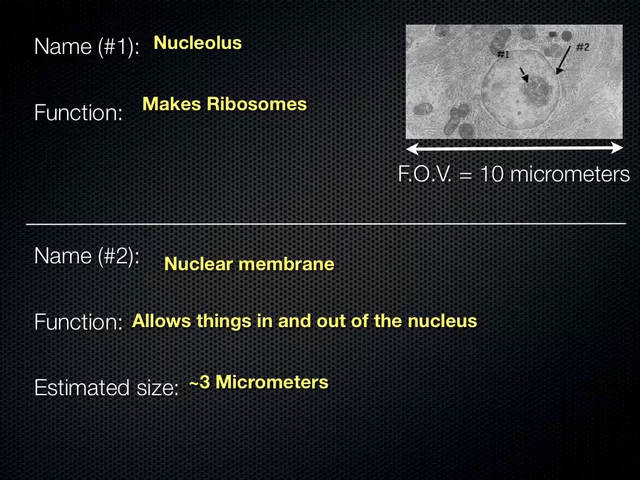 Name (#1): Nucleolus
#1 #2
Function: Makes Ribosomes
F.O.V. = 10 micrometers
Name (#2): Nuclear membrane
Function: Allows things in and out of the nucleus
Estimated size: ~3 Micrometers